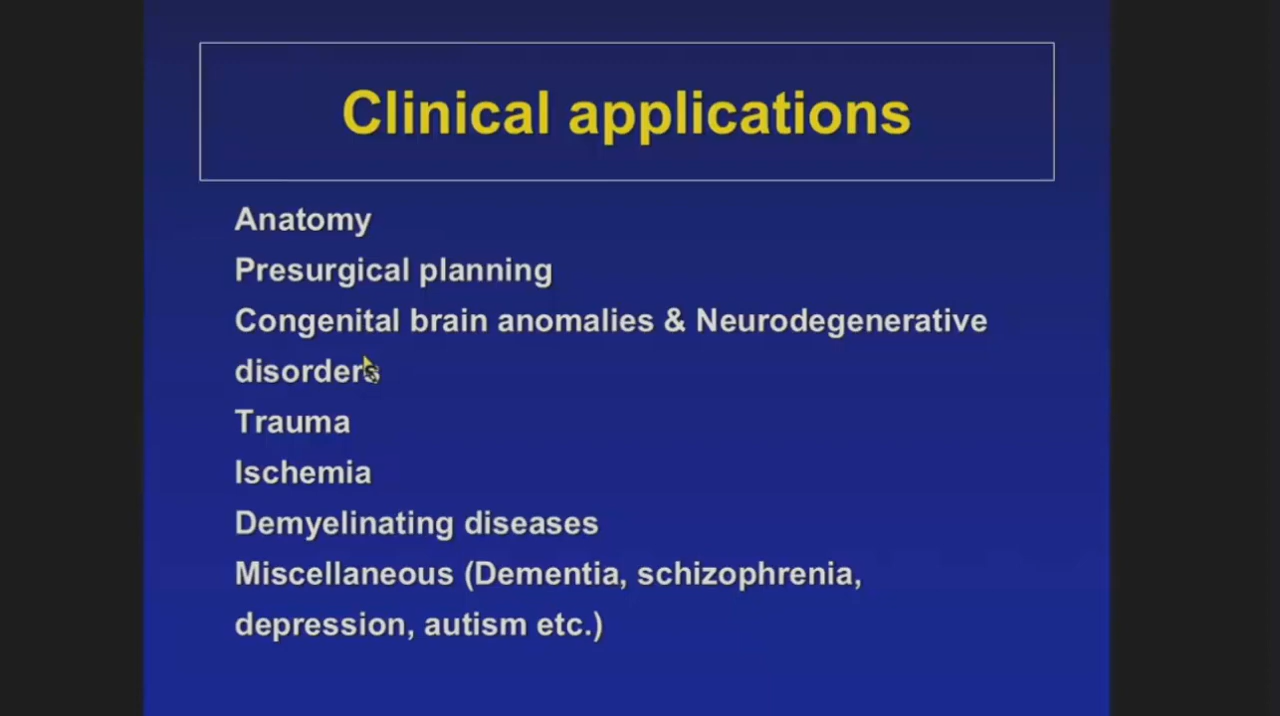 Clinical applications
Anatomy
Presurgical planning
Congenital brain anomalies & Neurodegenerative
disorders
Trauma
Ischemia
Demyelinating diseases
Miscellaneous (Dementia, schizophrenia,
depression, autism etc.)